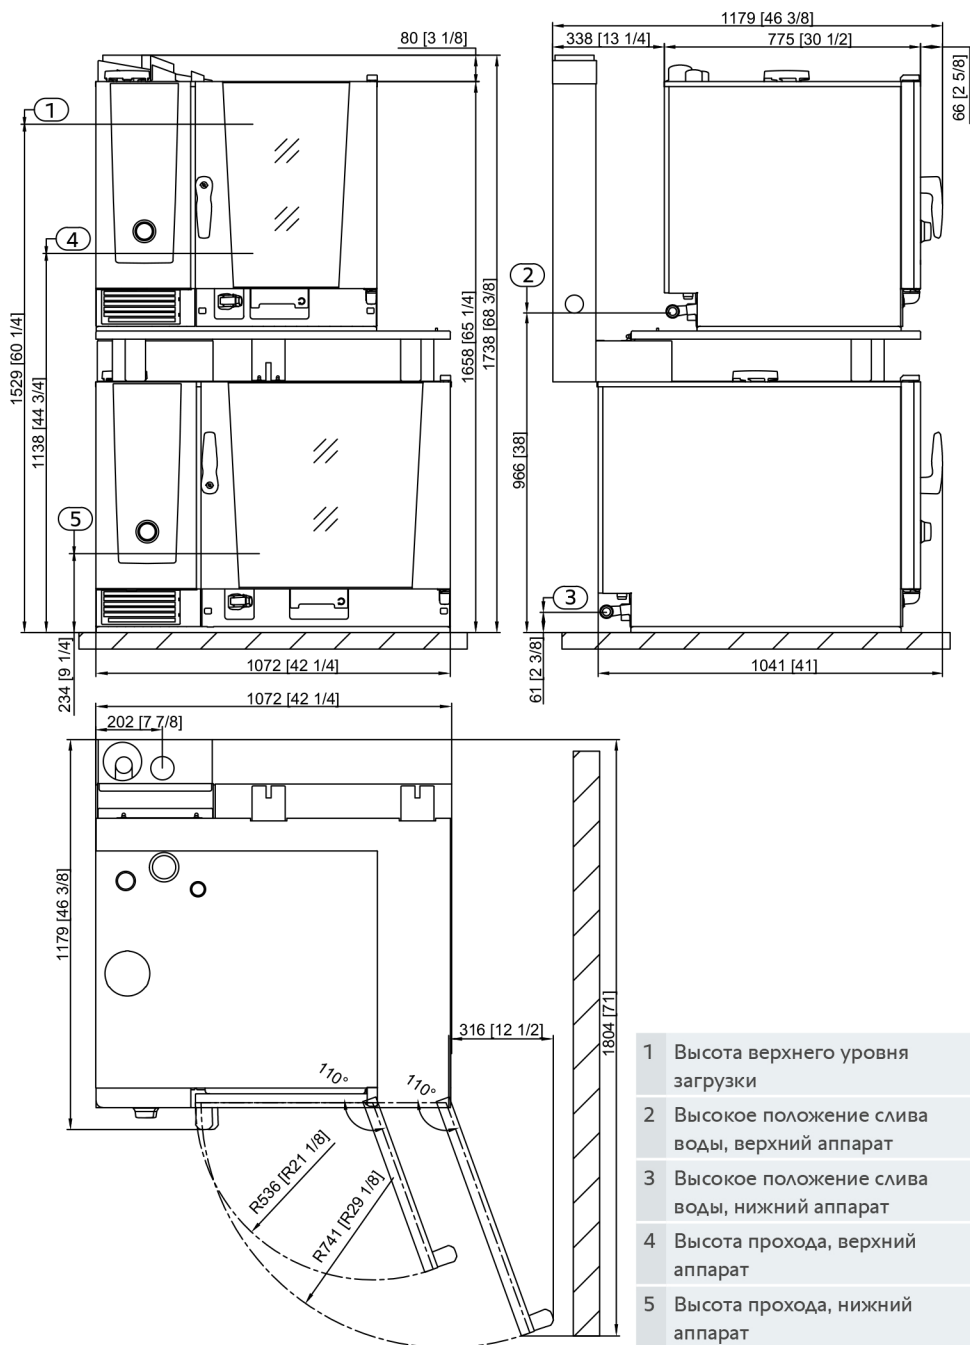 1179 [46 3/8]
80 [3 1/8]
338 [13 1/4]
775 [30 1/2]
66 [2 5/8]
1
4
2
1529 [60 1/4]
1138 [44 3/4]
1658 [65 1/4]
1738 [68 3/8]
966 [38]
5
3
234 [9 1/4]
1072 [42 1/4]
61 [2 3/8]
1041 [41]
1072 [42 1/4]
202 [7 7/8]
1179 [46 3/8]
1804 [71]
316 [12 1/2]
110°
110°
R536 [R21 1/8]
R741 [R29 1/8]
1 Высота верхнего уровня
загрузки
2 Высокое положение слива
воды, верхний аппарат
3 Высокое положение слива
воды, нижний аппарат
4 Высота прохода, верхний
аппарат
5 Высота прохода, нижний
аппарат